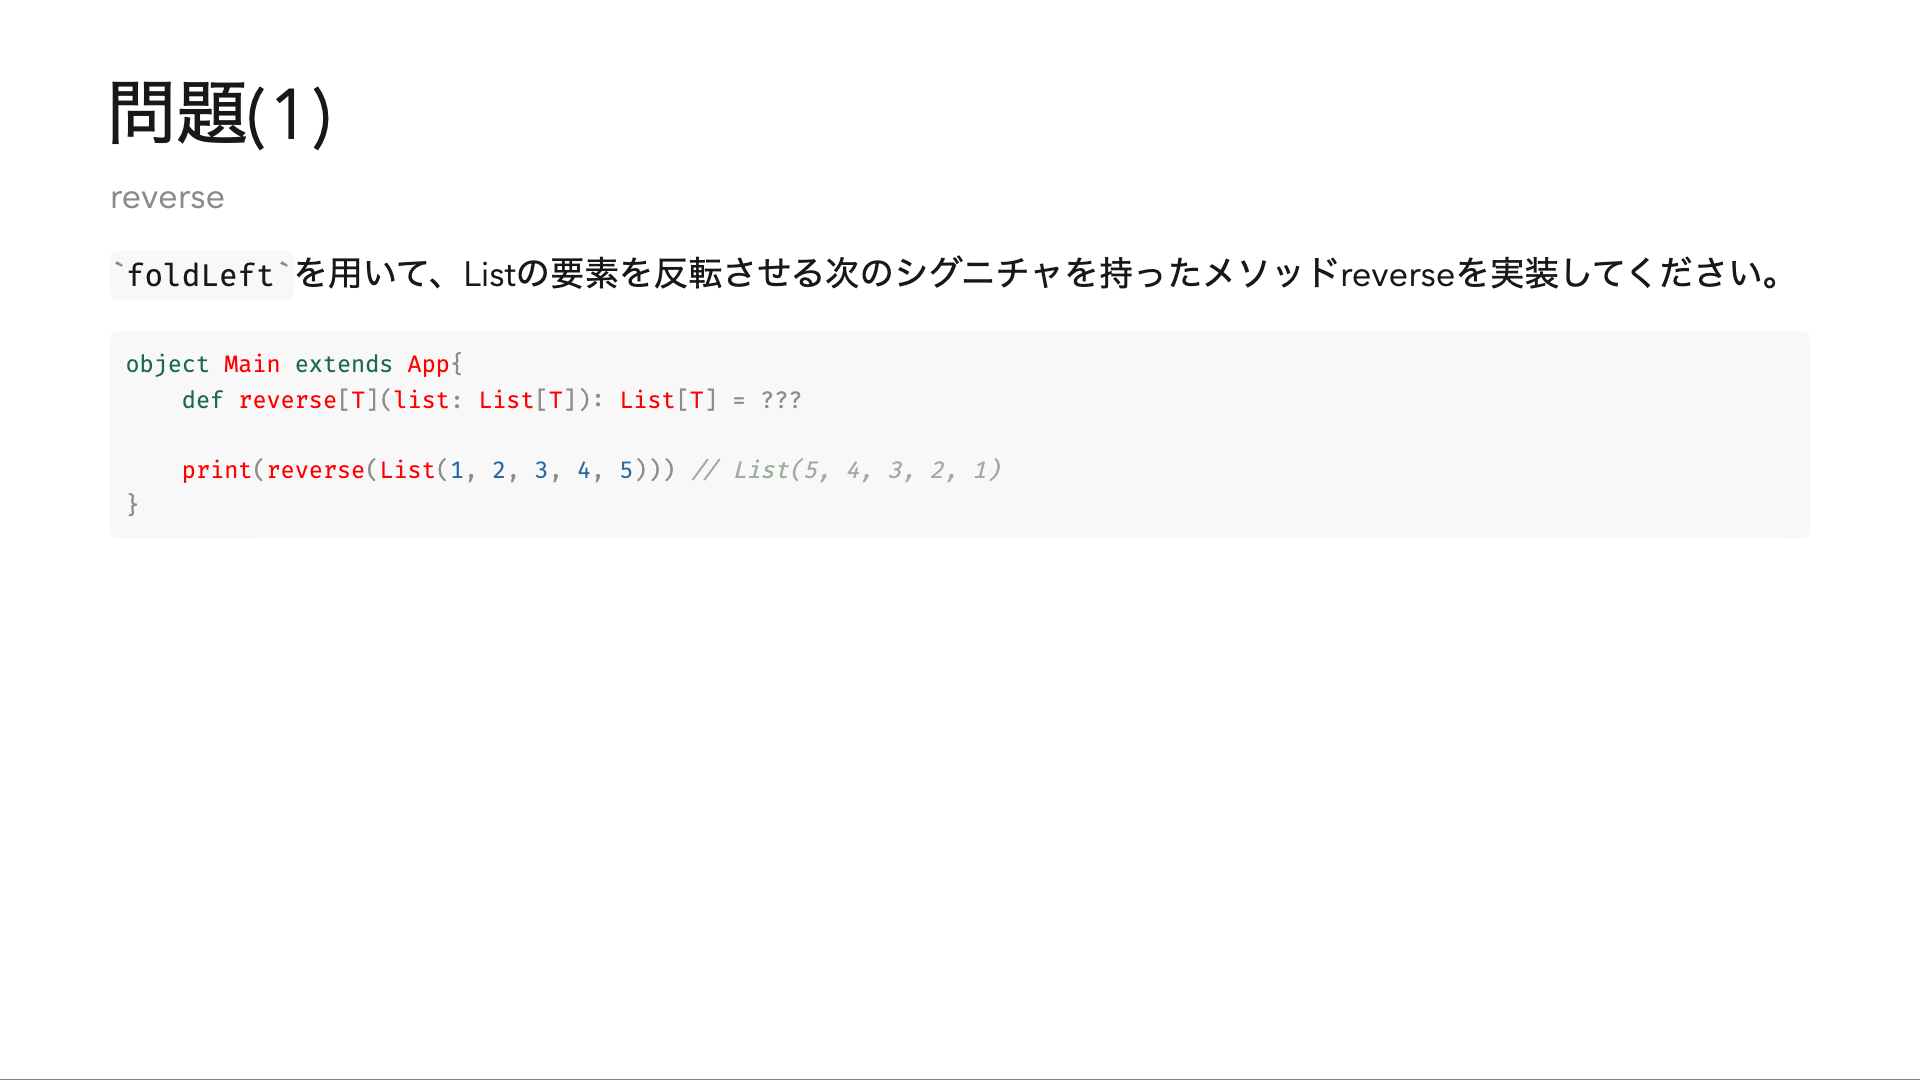 問題(1)
reverse
`foldLeft`を用いて、Listの要素を反転させる次のシグニチャを持ったメソッドreverseを実装してください。
object Main extends App{
    def reverse[T](list: List[T]): List[T] = ???
    print(reverse(List(1, 2, 3, 4, 5))) // List(5, 4, 3, 2, 1)
}